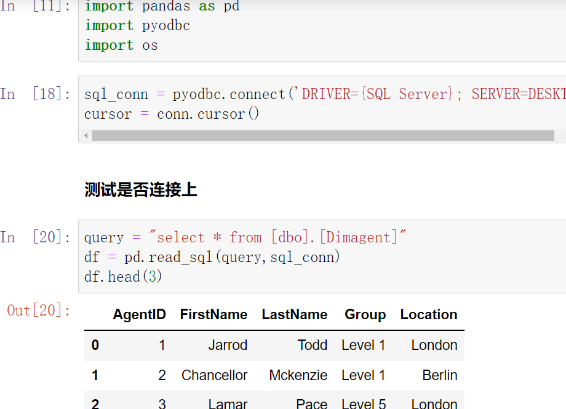 In [11]: import pandas as pd
import pyodbc
import os
In [18]: sql_conn = pyodbc.connect('DRIVER={SQL Server}; SERVER=DESKT
cursor = conn.cursor()
测试是否连接上
In [20]: query = "select * from [dbo].[Dimagent]"
df = pd.read_sql(query,sql_conn)
df.head(3)
Out[20]:
AgentID FirstName LastName Group Location
0 1 Jarrod Todd Level 1 London
1 2 Chancellor Mckenzie Level 1 Berlin
2 3 Lamar Pace Level 5 London